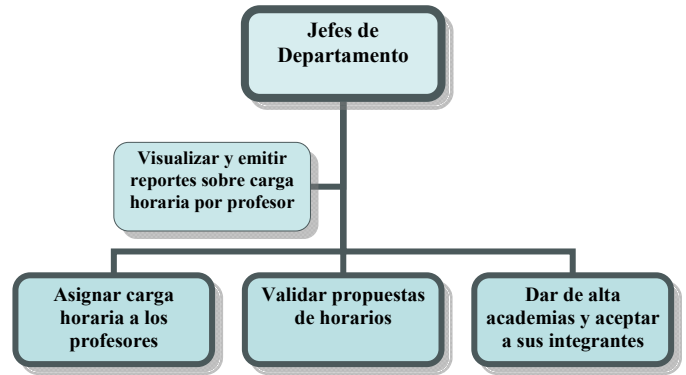 Jefes de
Departamento
Visualizar y emitir
reportes sobre carga
horaria por profesor
Asignar carga
horaria a los
profesores
Validar propuestas
de horarios
Dar de alta
academias y aceptar
a sus integrantes